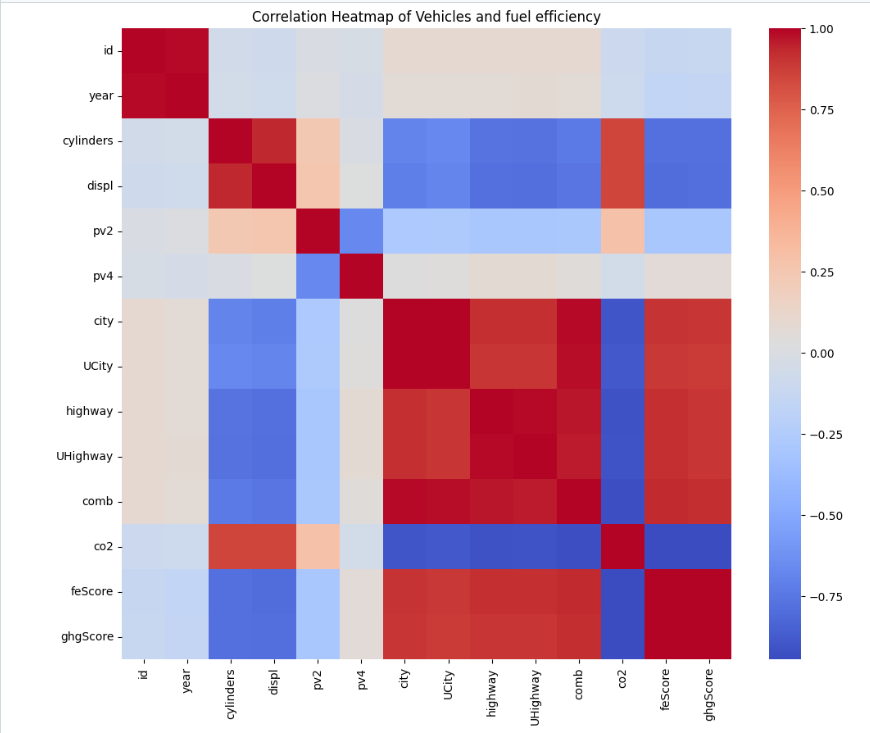 Correlation Heatmap of Vehicles and fuel efficiency
id
year
cylinders
displ
pv2
pv4
city
UCity
highway
UHighway
comb
co2
feScore
ghgScore
id
year
cylinders
displ
pv2
pv4
city
UCity
highway
UHighway
comb
co2
feScore
ghgScore
1.00
0.75
0.50
0.25
0.00
−0.25
−0.50
−0.75